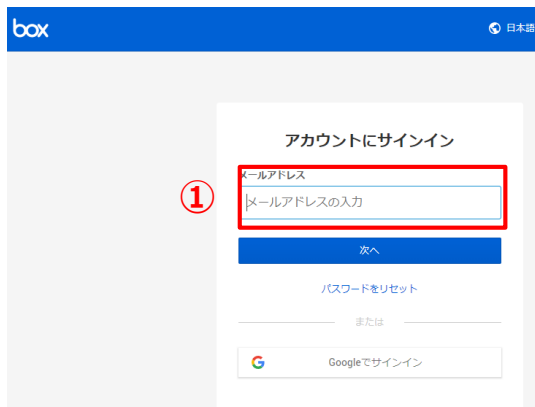 box
日本語
アカウントにサインイン
メールアドレス
①
メールアドレスの入力
次へ
パスワードをリセット
または
G
Googleでサインイン